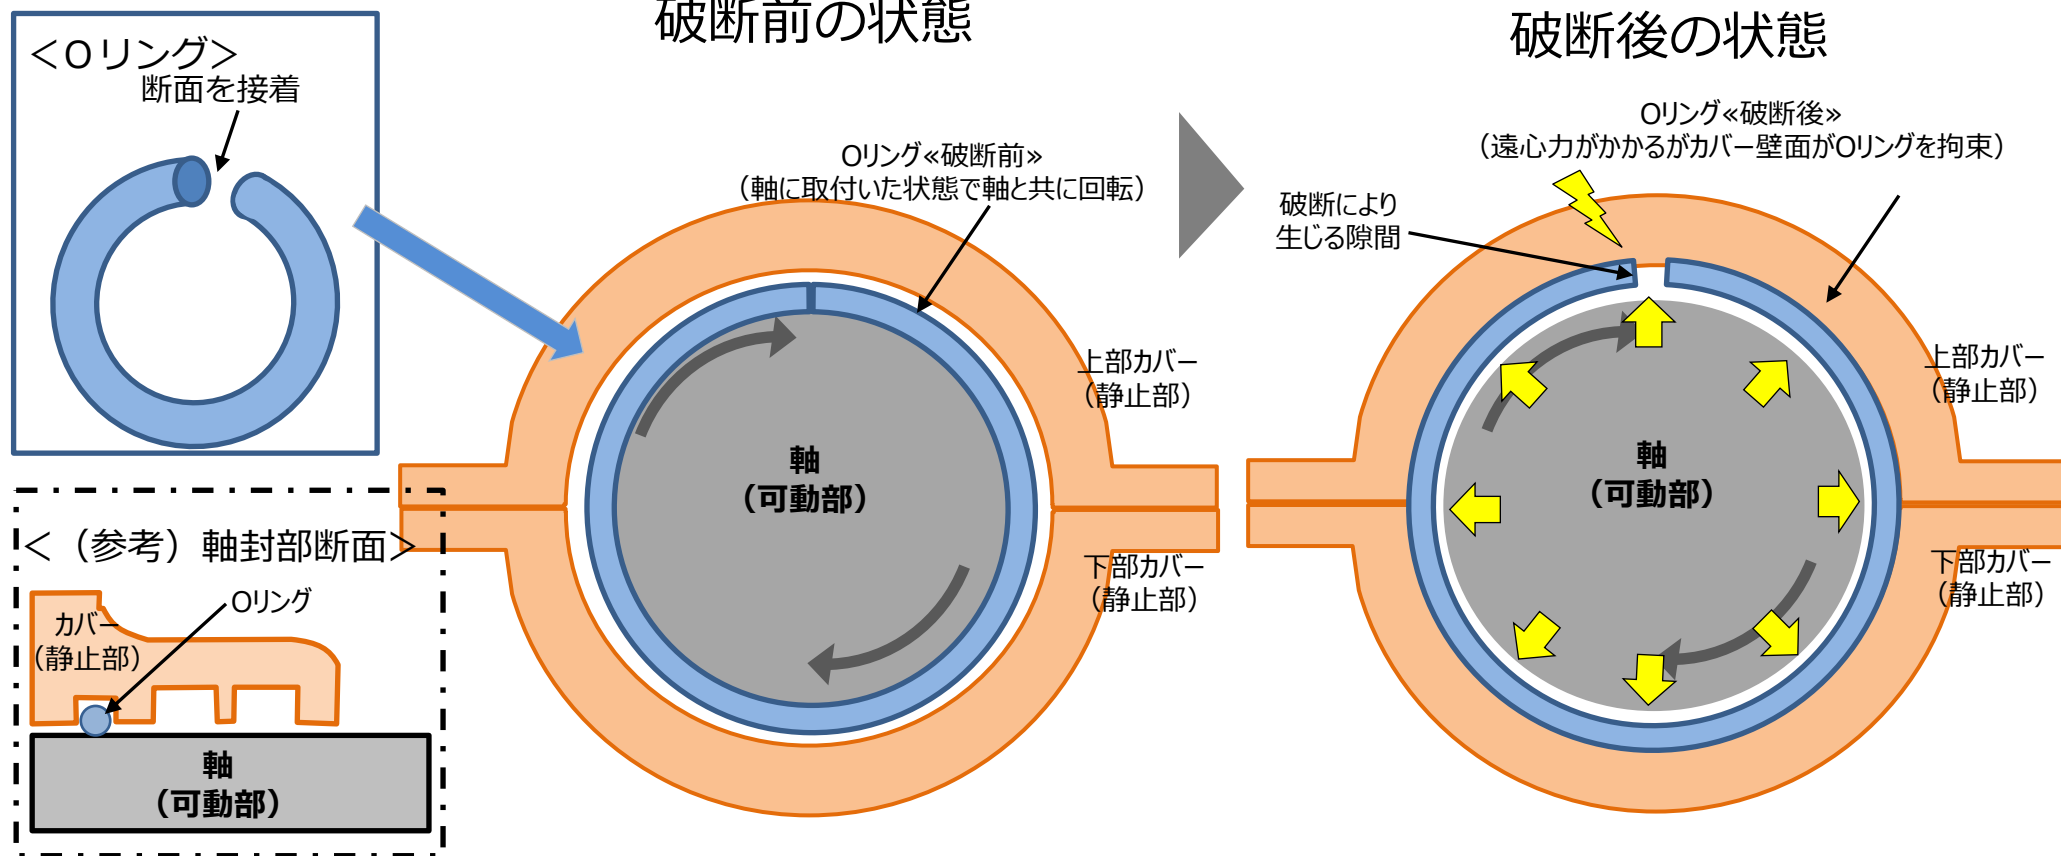 ＜Oリング＞
断面を接着
破断前の状態
Oリング«破断前»
（軸に取付いた状態で軸と共に回転）
上部カバー
（静止部）
軸
（可動部）
下部カバー
（静止部）
破断後の状態
Oリング«破断後»
（遠心力がかかるがカバー壁面がOリングを拘束）
破断により
生じる隙間
上部カバー
（静止部）
軸
（可動部）
下部カバー
（静止部）
＜（参考）軸封部断面＞
Oリング
カバー
（静止部）
軸
（可動部）